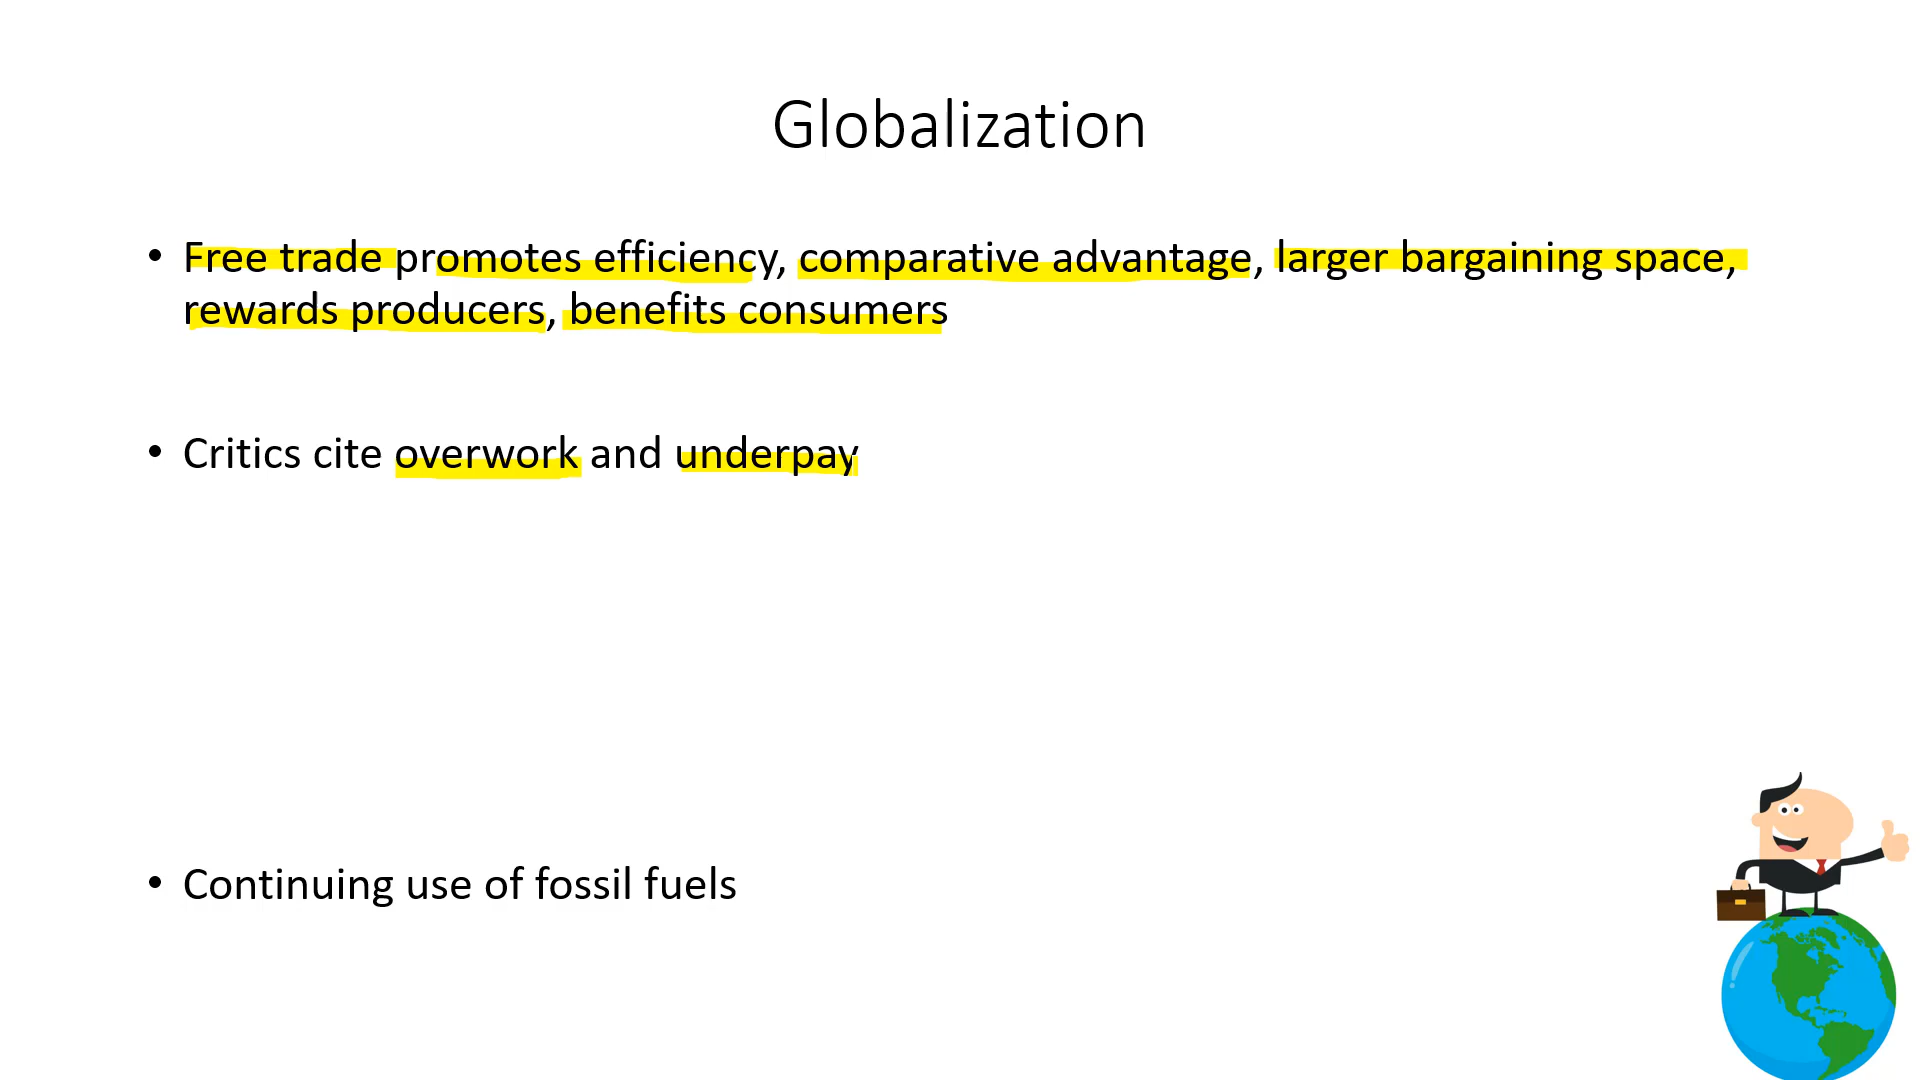 Globalization
• Free trade promotes efficiency, comparative advantage, larger bargaining space,
rewards producers, benefits consumers
• Critics cite overwork and underpay
• Continuing use of fossil fuels